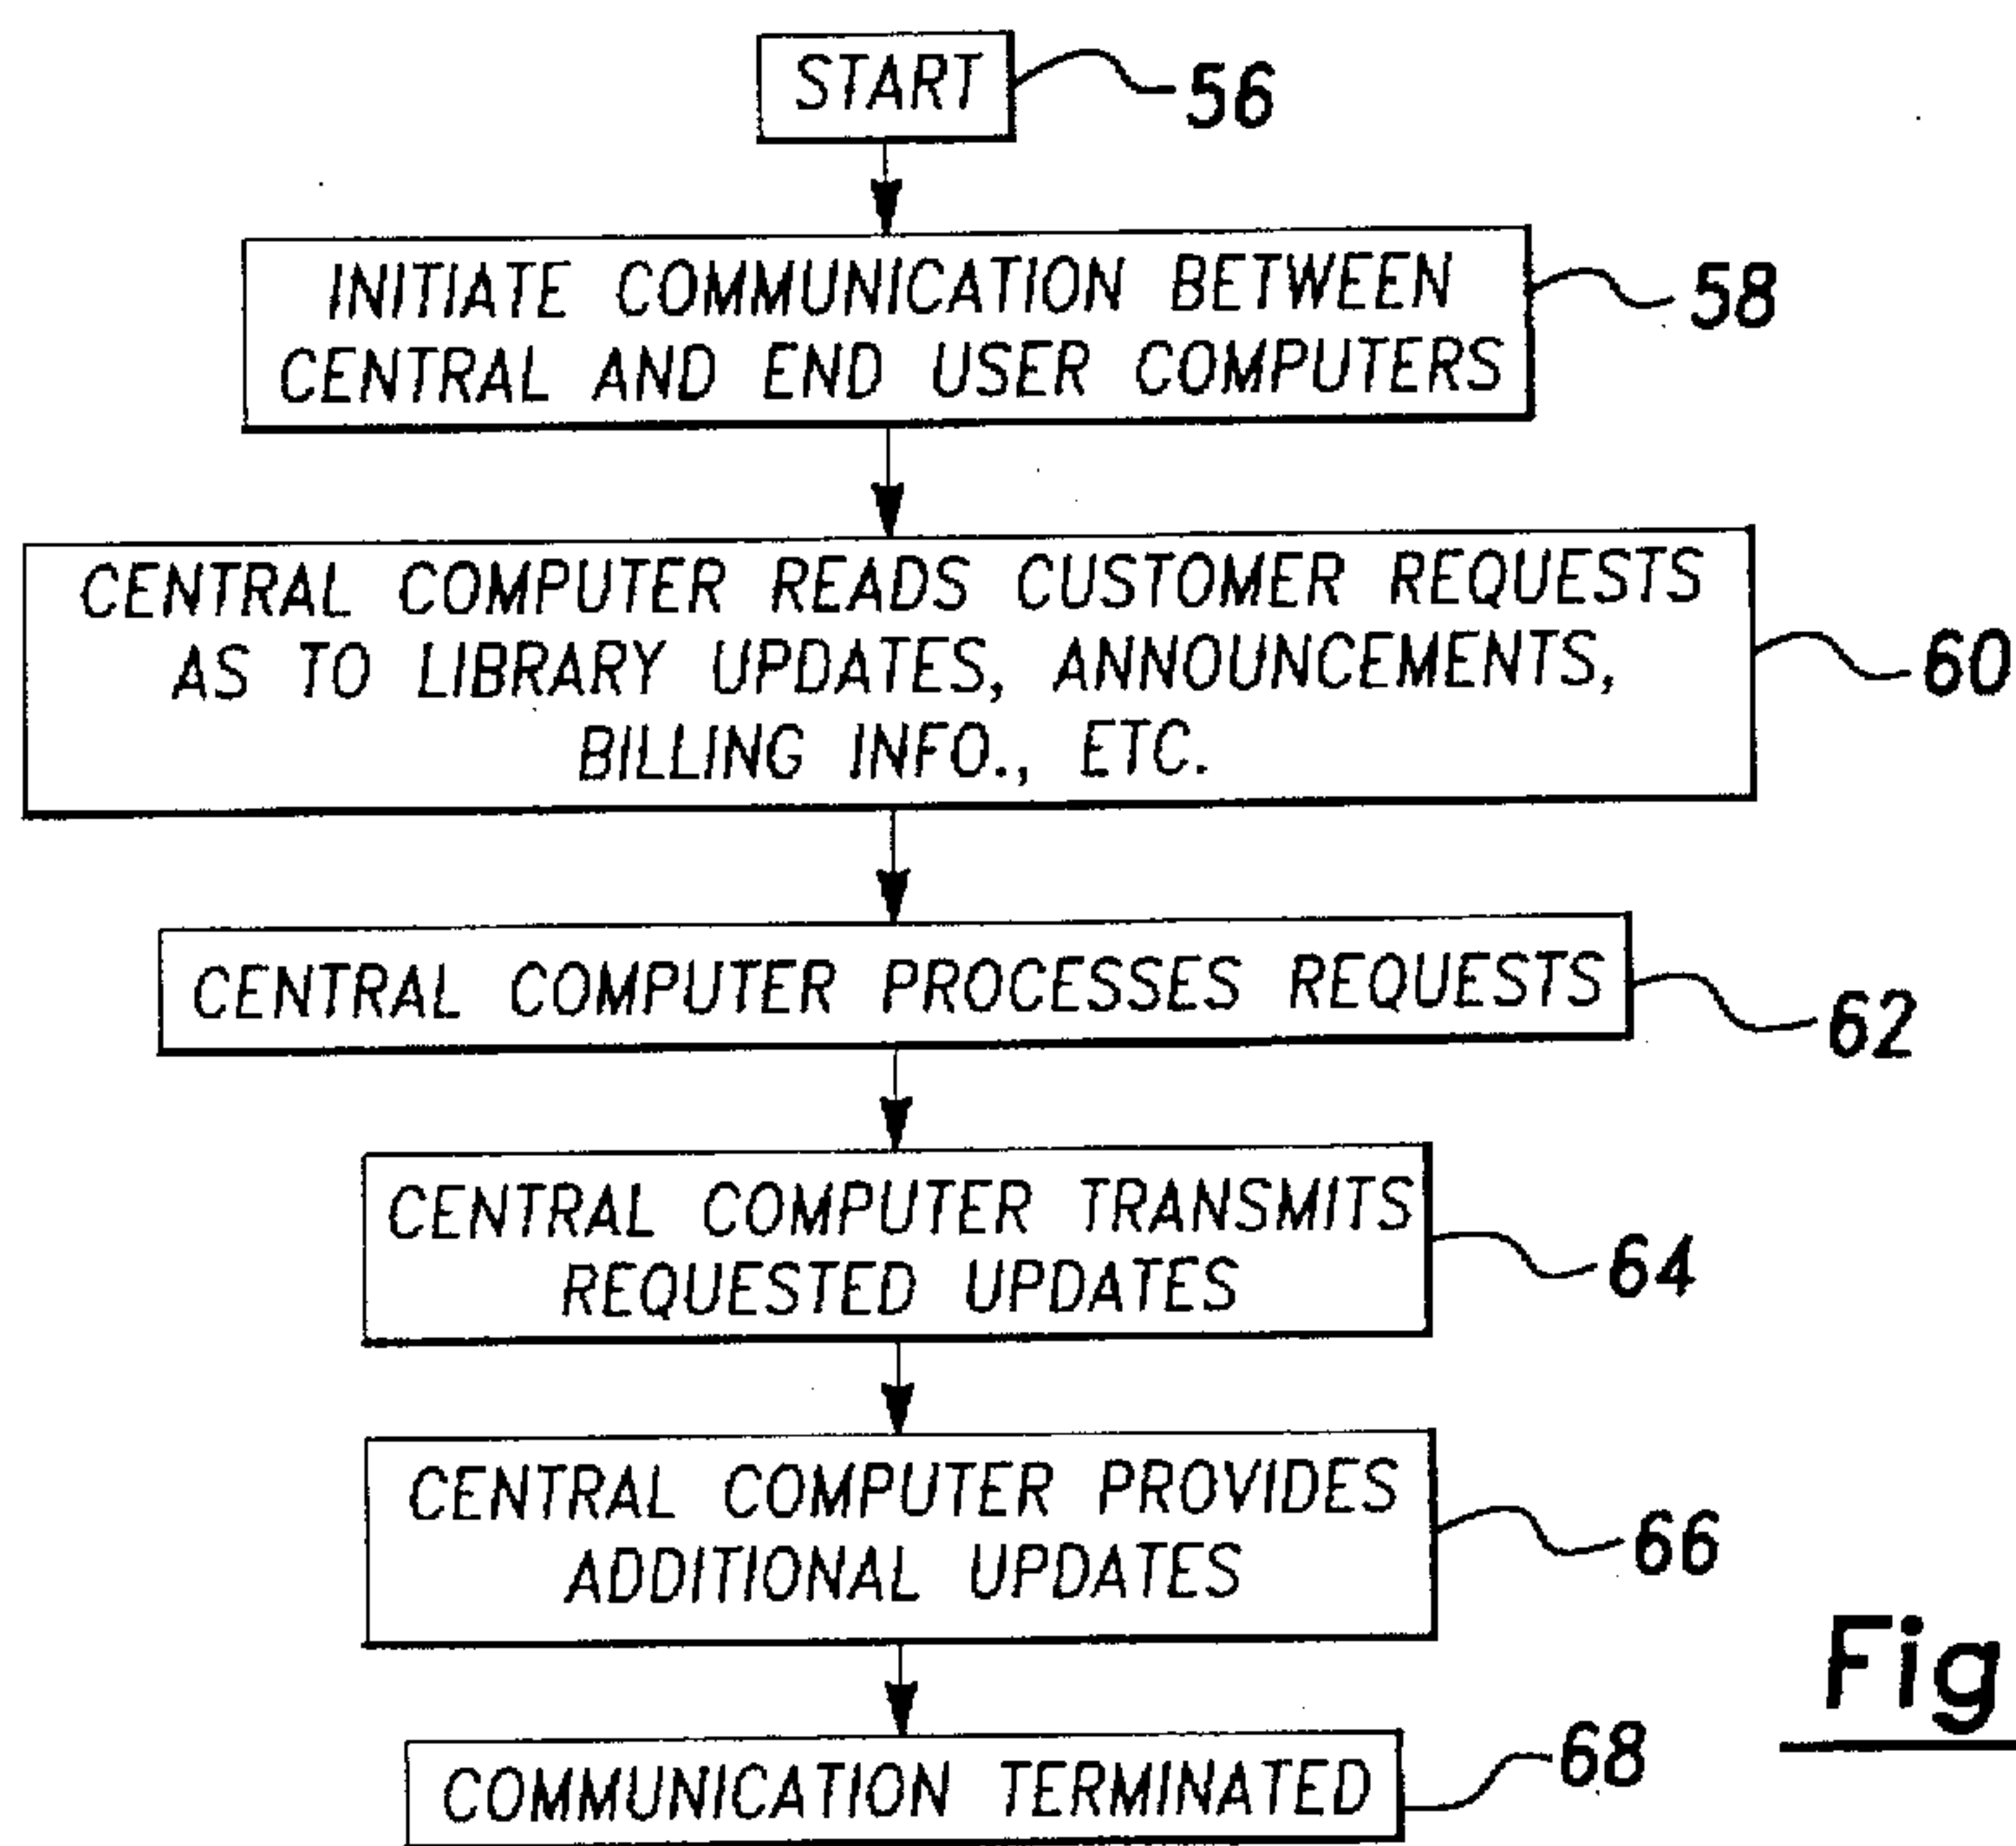 START
56
INITIATE COMMUNICATION BETWEEN
CENTRAL AND END USER COMPUTERS
58
CENTRAL COMPUTER READS CUSTOMER REQUESTS
AS TO LIBRARY UPDATES, ANNOUNCEMENTS,
BILLING INFO., ETC.
60
CENTRAL COMPUTER PROCESSES REQUESTS
62
CENTRAL COMPUTER TRANSMITS
REQUESTED UPDATES
64
CENTRAL COMPUTER PROVIDES
ADDITIONAL UPDATES
66
Fig
COMMUNICATION TERMINATED
68